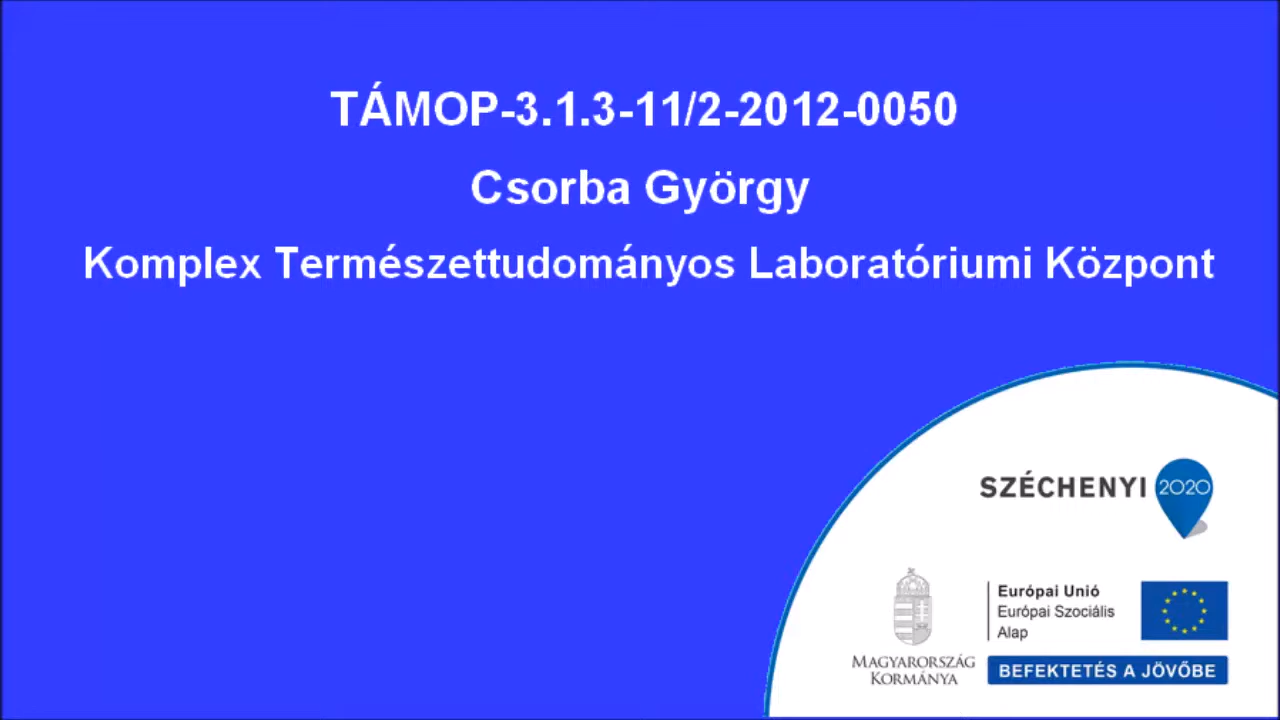 TÁMOP-3.1.3-11/2-2012-0050
Csorba György
Komplex Természettudományos Laboratóriumi Központ
SZÉCHENYI 2020
Európai Unió
Európai Szociális
Alap
MAGYARORSZÁG
KORMÁNYA
BEFEKTETÉS A JÖVŐBE